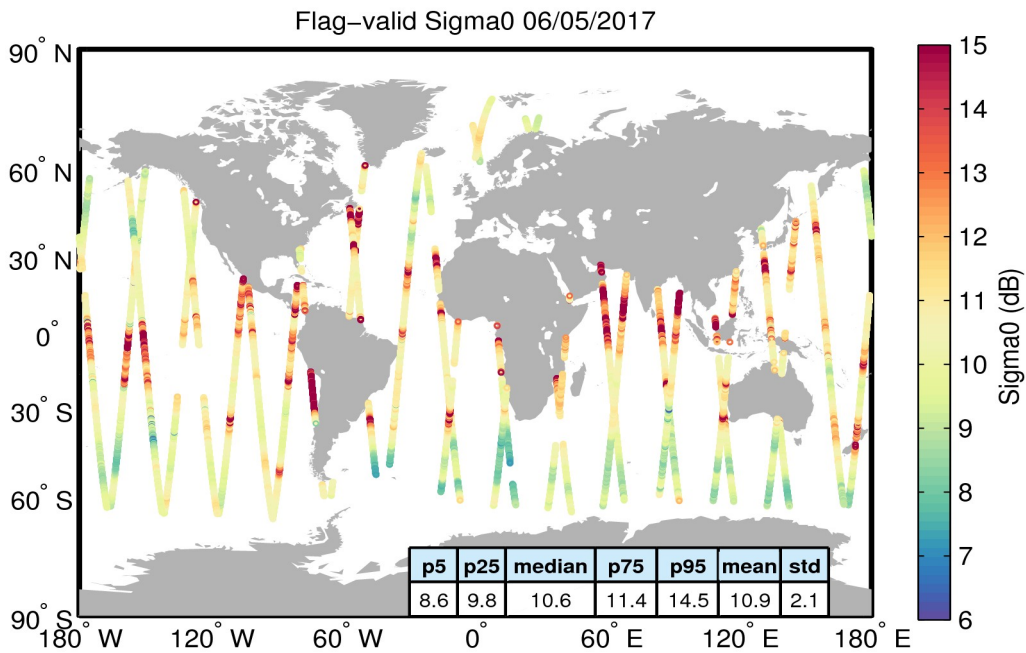 Flag−valid Sigma0 06/05/2017
90° N
60° N
30° N
0°
30° S
60° S
90° S
180° W
120° W
60° W
0°
60° E
120° E
180° E
p5 p25 median p75 p95 mean std
8.6 9.8 10.6 11.4 14.5 10.9 2.1
15
14
13
12
11
10
9
8
7
6
Sigma0 (dB)